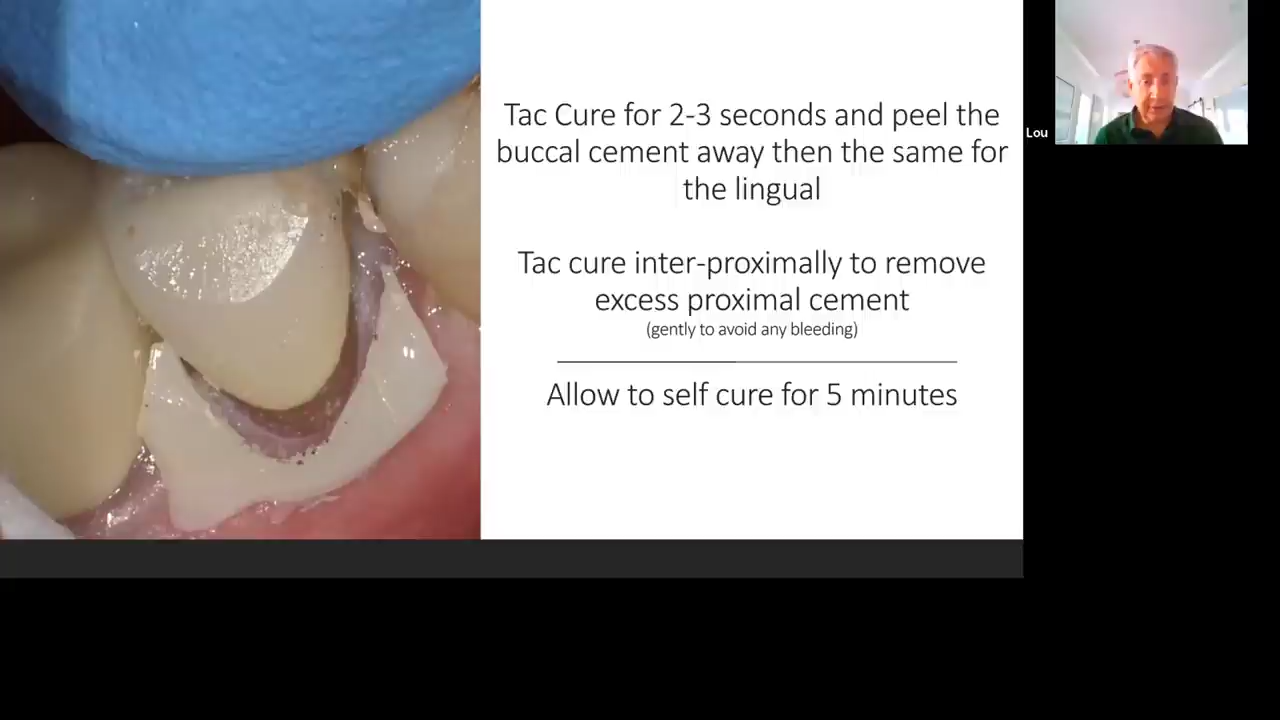 Tac Cure for 2-3 seconds and peel the
buccal cement away then the same for
the lingual
Tac cure inter-proximally to remove
excess proximal cement
(gently to avoid any bleeding)
Allow to self cure for 5 minutes
Lou